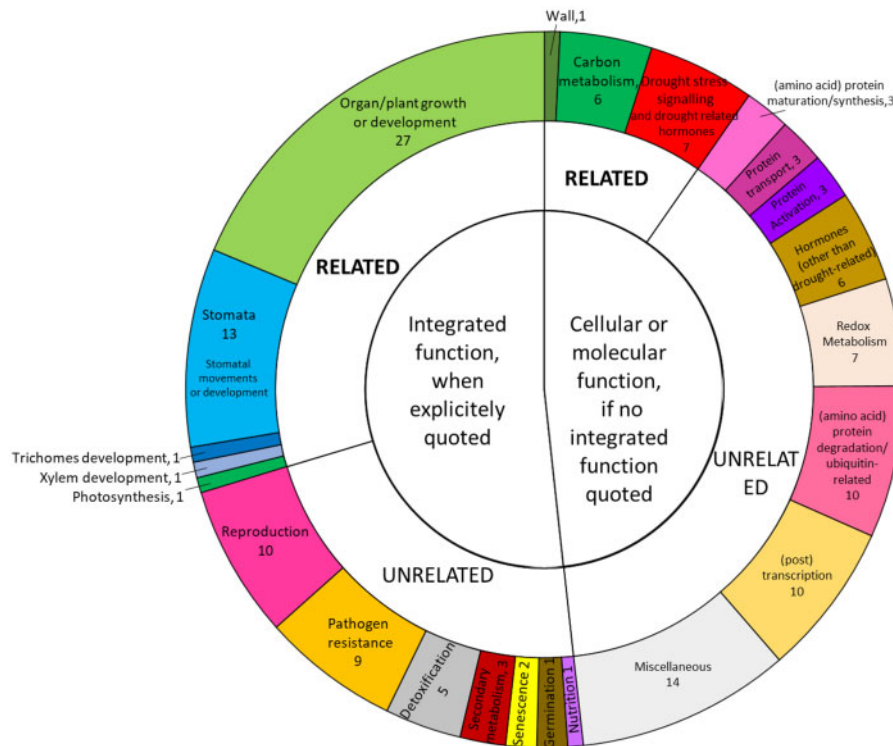 Wall,1
Carbon
metabolism,
6
Drought stress
signalling
and drought related
hormones
7
(amino acid) protein
maturation/synthesis,3
Protein
transport, 3
Protein
Activation, 3
Hormones
(other than
drought-related)
6
Redox
Metabolism
7
(amino acid)
protein
degradation/
ubiquitin-
related
10
(post)
transcription
10
Miscellaneous
14
Nutrition 1
Germination 1
Senescence 2
Secondary
metabolism, 3
Detoxification
5
Pathogen
resistance
9
Reproduction
10
Photosynthesis, 1
Xylem development, 1
Trichomes development, 1
Stomata
13
Stomatal
movements
or development
Organ/plant growth
or development
27
RELATED
RELATED
UNRELAT
ED
UNRELATED
Integrated
function,
when
explicitely
quoted
Cellular or
molecular
function,
if no
integrated
function
quoted